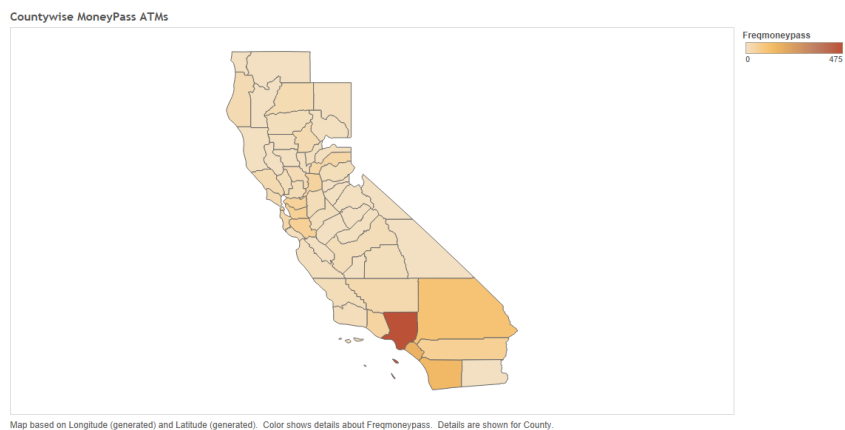 Countywise MoneyPass ATMs
Freqmoneypass
0 475
Map based on Longitude (generated) and Latitude (generated). Color shows details about Freqmoneypass. Details are shown for County.